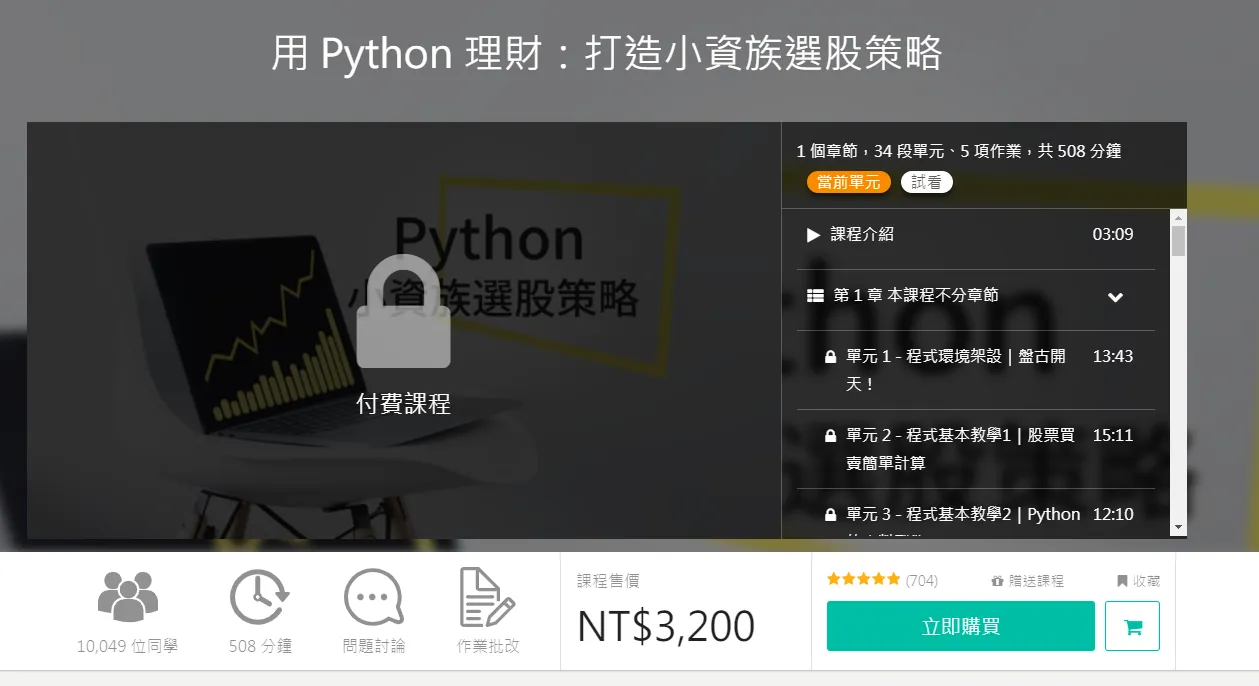 用 Python 理財：打造小資族選股策略
Python
小資族選股策略
付費課程
1 個章節，34 段單元、5 項作業，共 508 分鐘
當前單元 試看
課程介紹 03:09
第 1 章 本課程不分章節
單元 1 - 程式環境架設 | 盤古開 13:43
天！
單元 2 - 程式基本教學1 | 股票買 15:11
賣簡單計算
單元 3 - 程式基本教學2 | Python 12:10
10,049 位同學
508 分鐘
問題討論
作業批改
課程售價
NT$3,200
(704) 贈送課程 收藏
立即購買